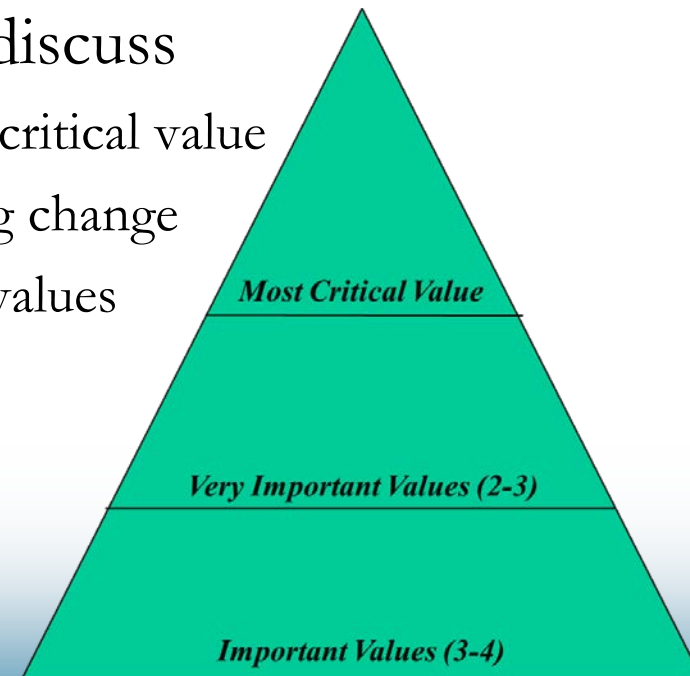 discuss
critical value
g change
values
Most Critical Value
Very Important Values (2-3)
Important Values (3-4)